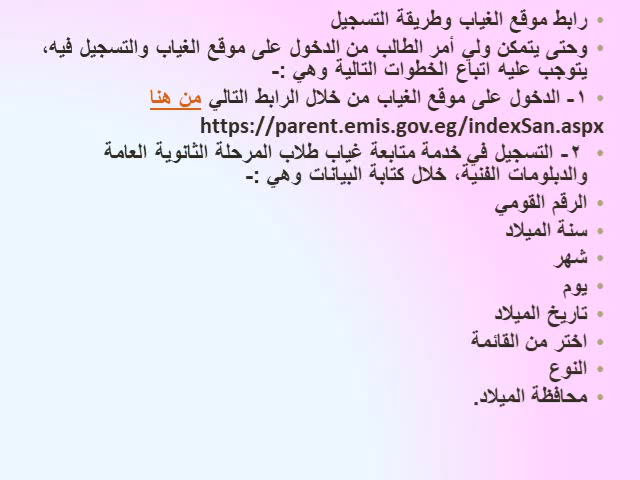 • رابط موقع الغياب وطريقة التسجيل
• وحتى يتمكن ولي أمر الطالب من الدخول على موقع الغياب والتسجيل فيه،
يتوجب عليه اتباع الخطوات التالية وهي :-
• ١- الدخول على موقع الغياب من خلال الرابط التالي من هنا
https://parent.emis.gov.eg/indexSan.aspx
• ٢- التسجيل في خدمة متابعة غياب طلاب المرحلة الثانوية العامة
والدبلومات الفنية، خلال كتابة البيانات وهي :-
• الرقم القومي
• سنة الميلاد
• شهر
• يوم
• تاريخ الميلاد
• اختر من القائمة
• النوع
• محافظة الميلاد.